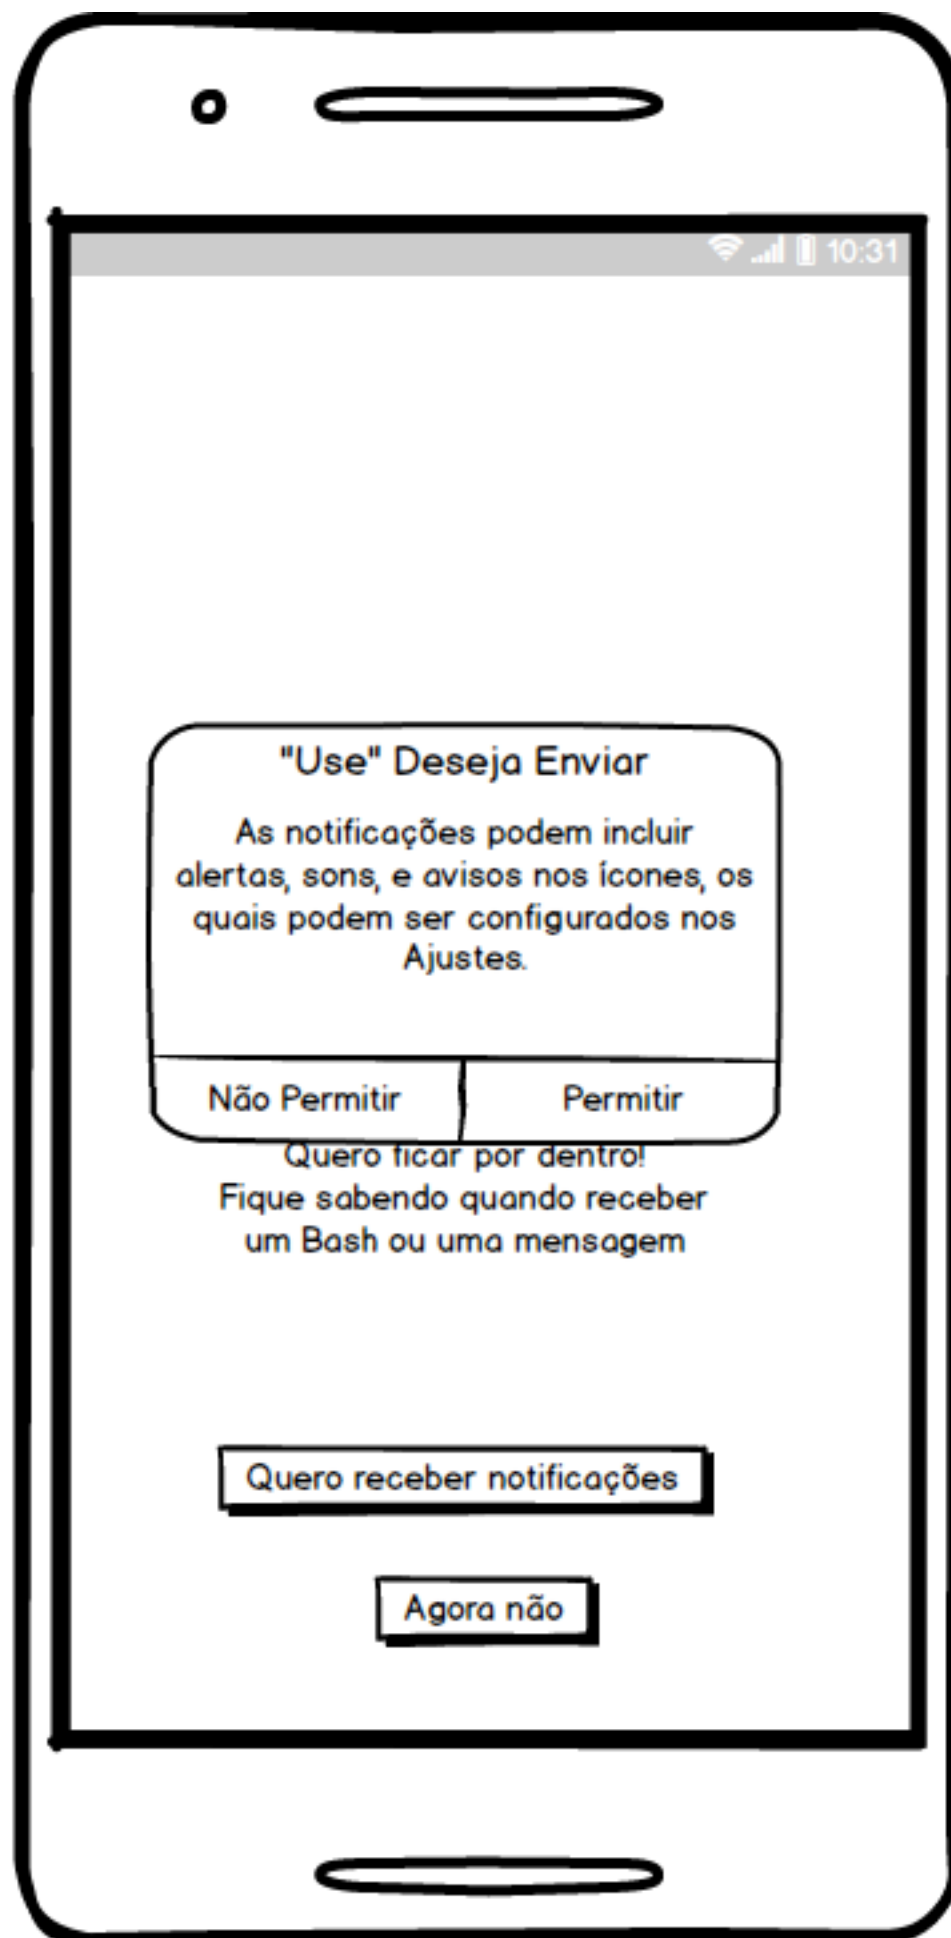 10:31
"Use" Deseja Enviar
As notificações podem incluir
alertas, sons, e avisos nos ícones, os
quais podem ser configurados nos
Ajustes.
Não Permitir
Permitir
Quero ficar por dentro!
Fique sabendo quando receber
um Bash ou uma mensagem
Quero receber notificações
Agora não